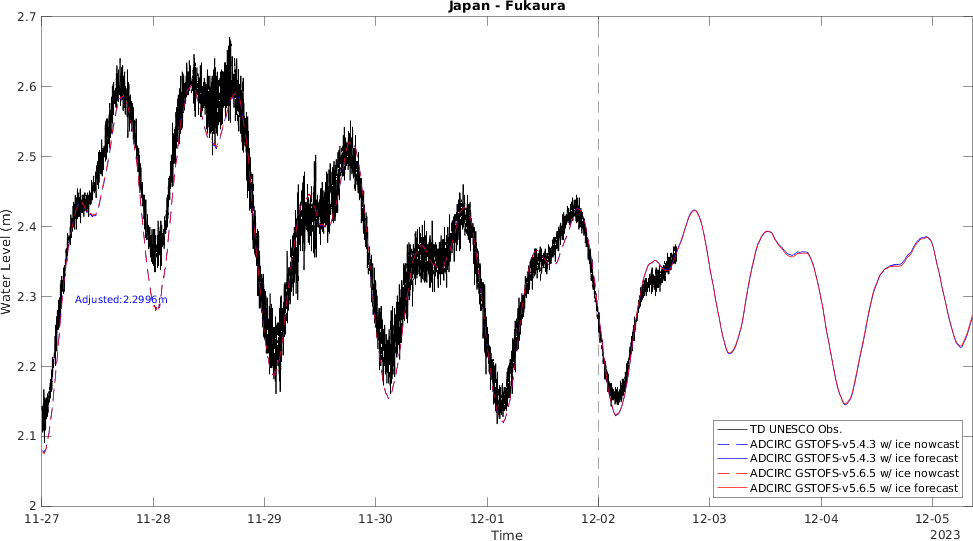 Japan - Fukaura
2.7
2.6
2.5
2.4
2.3
2.2
2.1
2
Water Level (m)
Adjusted:2.2996m
TD UNESCO Obs.
ADCIRC GSTOFS-v5.4.3 w/ ice nowcast
ADCIRC GSTOFS-v5.4.3 w/ ice forecast
ADCIRC GSTOFS-v5.6.5 w/ ice nowcast
ADCIRC GSTOFS-v5.6.5 w/ ice forecast
11-27 11-28 11-29 11-30 12-01 12-02 12-03 12-04 12-05
Time
2023